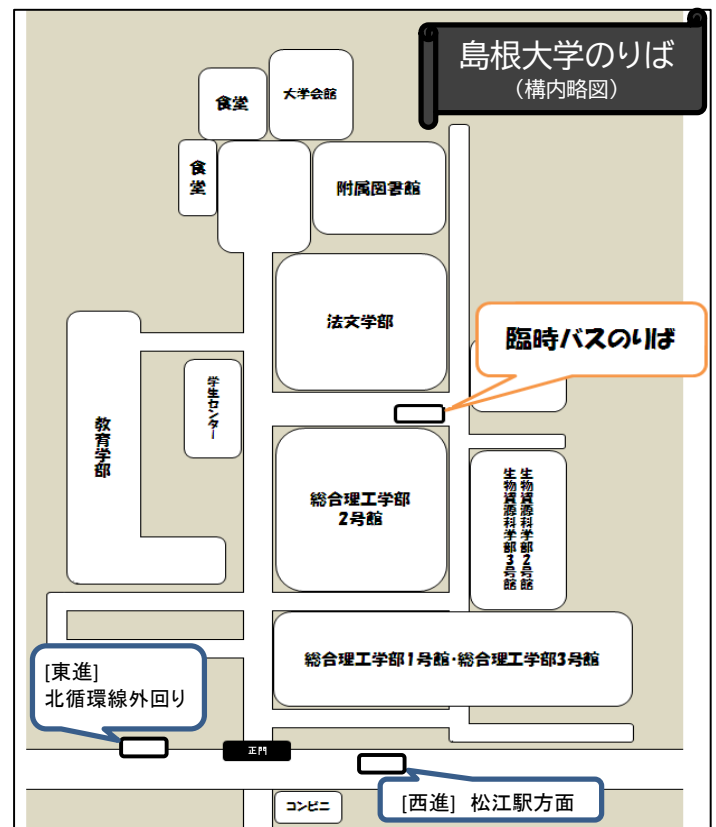 島根大学のりば
(構内略図)
大学会館
食堂
食堂
附属図書館
法文学部
臨時バスのりば
学生センター
教育学部
総合理工学部
2号館
生物資源科学部2号館
生物資源科学部3号館
総合理工学部1号館・総合理工学部3号館
[東進]
北循環線外回り
正門
[西進] 松江駅方面
コンビニ